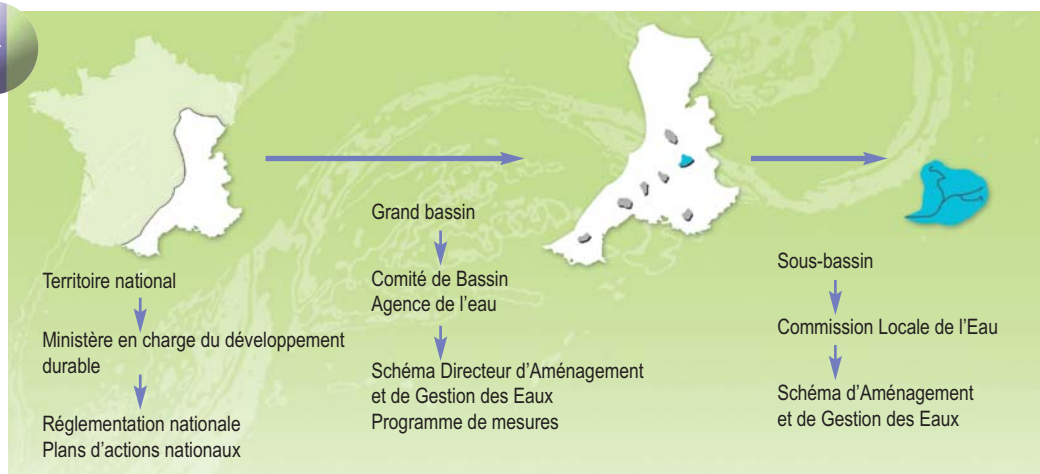 Territoire national
Ministère en charge du développement
durable
Réglementation nationale
Plans d'actions nationaux
Grand bassin
Comité de Bassin
Agence de l'eau
Schéma Directeur d'Aménagement
et de Gestion des Eaux
Programme de mesures
Sous-bassin
Commission Locale de l'Eau
Schéma d'Aménagement
et de Gestion des Eaux